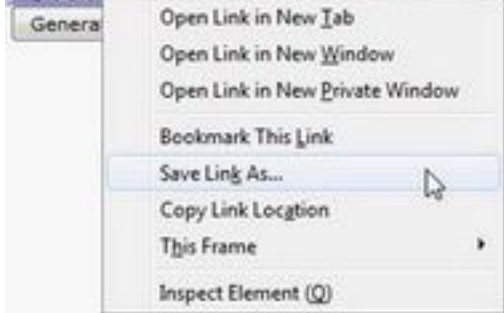 Genera
Open Link in New Tab
Open Link in New Window
Open Link in New Private Window
Bookmark This Link
Save Link As...
Copy Link Location
This Frame
Inspect Element (Q)